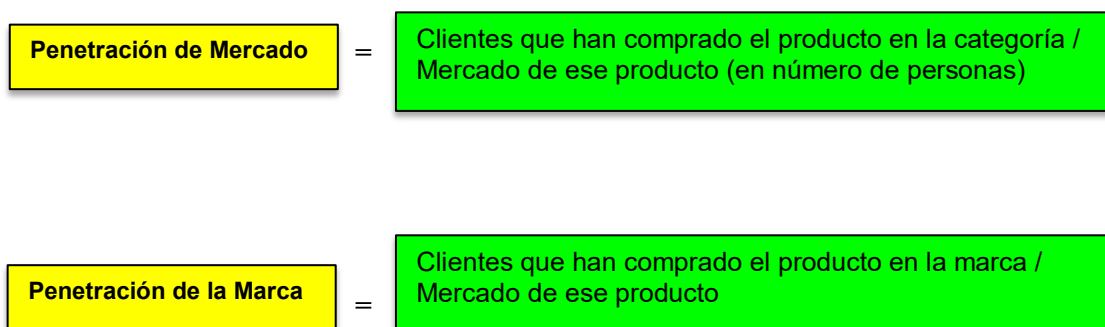 Penetración de Mercado = Clientes que han comprado el producto en la categoría /
Mercado de ese producto (en número de personas)
Penetración de la Marca = Clientes que han comprado el producto en la marca /
Mercado de ese producto